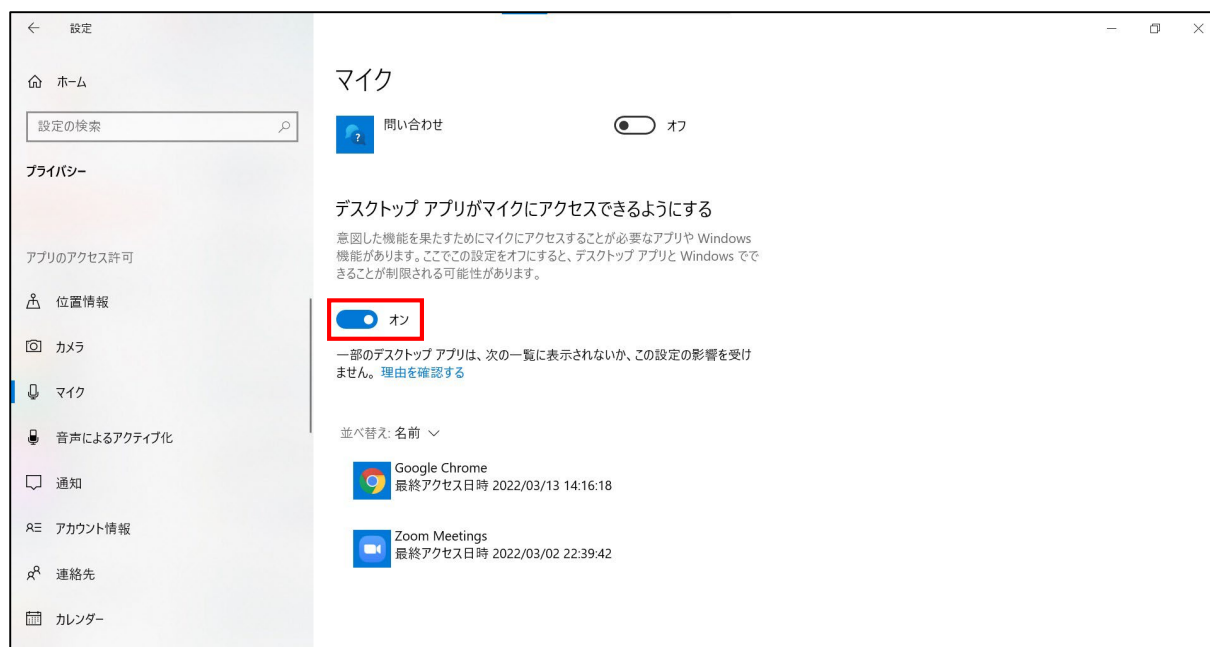 設定
ホーム
設定の検索
プライバシー
アプリのアクセス許可
位置情報
カメラ
マイク
音声によるアクティブ化
通知
アカウント情報
連絡先
カレンダー
マイク
問い合わせ
オフ
デスクトップ アプリがマイクにアクセスできるようにする
意図した機能を果たすためにマイクにアクセスすることが必要なアプリや Windows
機能があります。ここでこの設定をオフにすると、デスクトップ アプリと Windows でで
きることが制限される可能性があります。
オン
一部のデスクトップ アプリは、次の一覧に表示されないか、この設定の影響を受け
ません。 理由を確認する
並べ替え: 名前
Google Chrome
最終アクセス日時 2022/03/13 14:16:18
Zoom Meetings
最終アクセス日時 2022/03/02 22:39:42